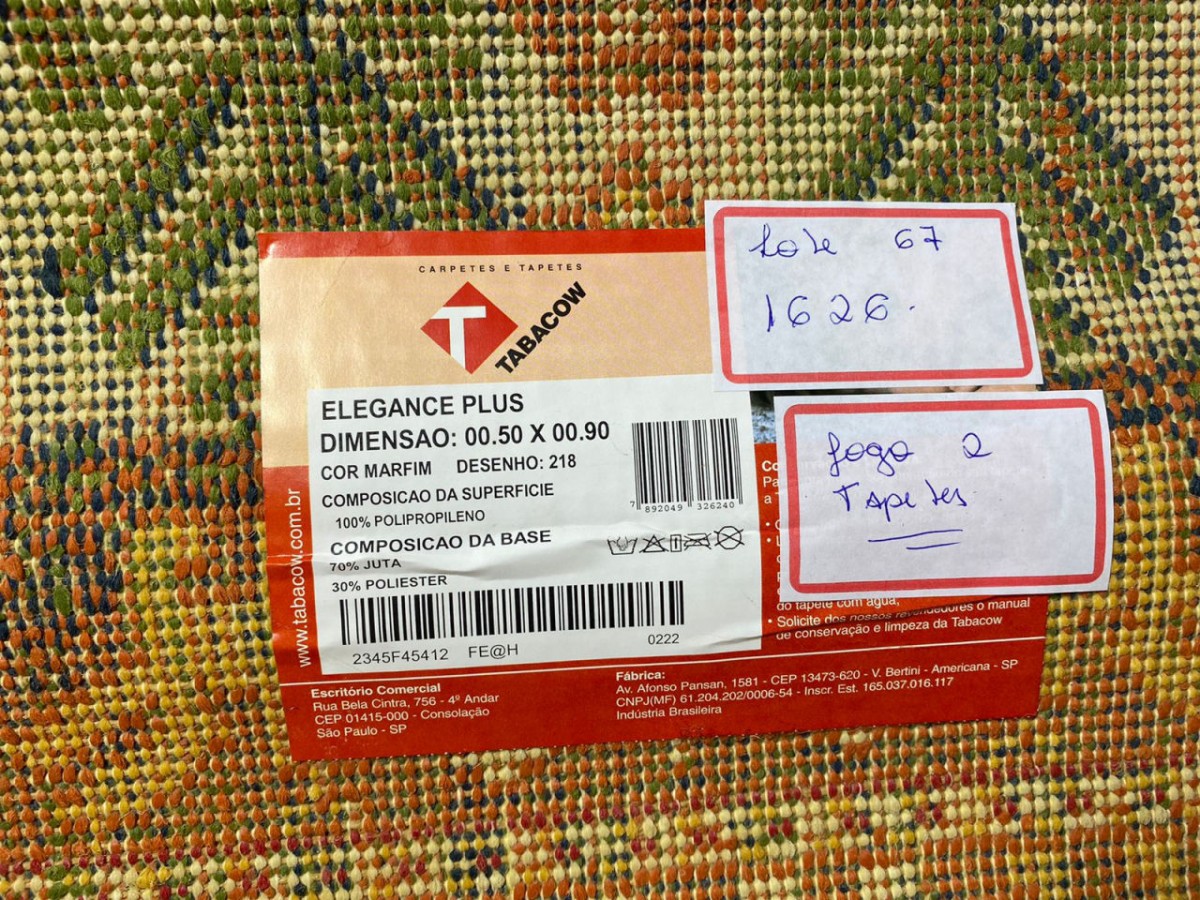 CARPETES E TAPETES
T
TABACOW
Lote 67
1626.
ELEGANCE PLUS
DIMENSAO: 00.50 X 00.90
COR MARFIM DESENHO: 218
COMPOSICAO DA SUPERFICIE
100% POLIPROPILENO
COMPOSICAO DA BASE
70% JUTA
30% POLIESTER
7 892049 326240
2345F45412 FE@H 0222
www.tabacow.com.br
Jogo 2
Tapetes
do tapete com água;
• Solicite dos nossos revendedores o manual
de conservação e limpeza da Tabacow
Escritório Comercial
Rua Bela Cintra, 756 - 4º Andar
CEP 01415-000 - Consolação
São Paulo - SP
Fábrica:
Av. Afonso Pansan, 1581 - CEP 13473-620 - V. Bertini - Americana - SP
CNPJ(MF) 61.204.202/0006-54 - Inscr. Est. 165.037.016.117
Indústria Brasileira